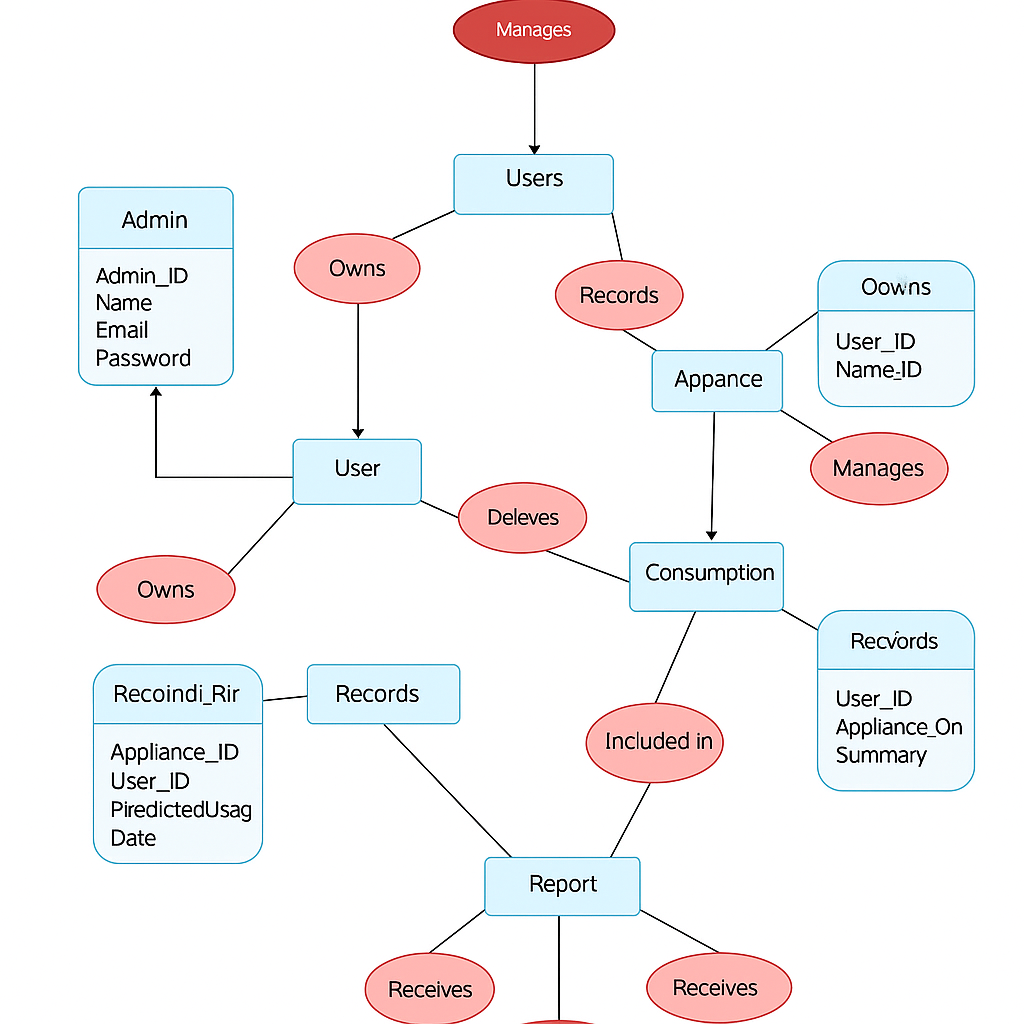 Manages
Users
Admin
Admin_ID
Name
Email
Password
Owns
Records
Oowns
User_ID
Name_ID
Appance
Manages
User
Deleves
Consumption
Owns
Recvords
User_ID
Appliance_On
Summary
Recoindi_Rir
Appliance_ID
User_ID
PiredictedUsag
Date
Records
Included in
Report
Receives
Receives